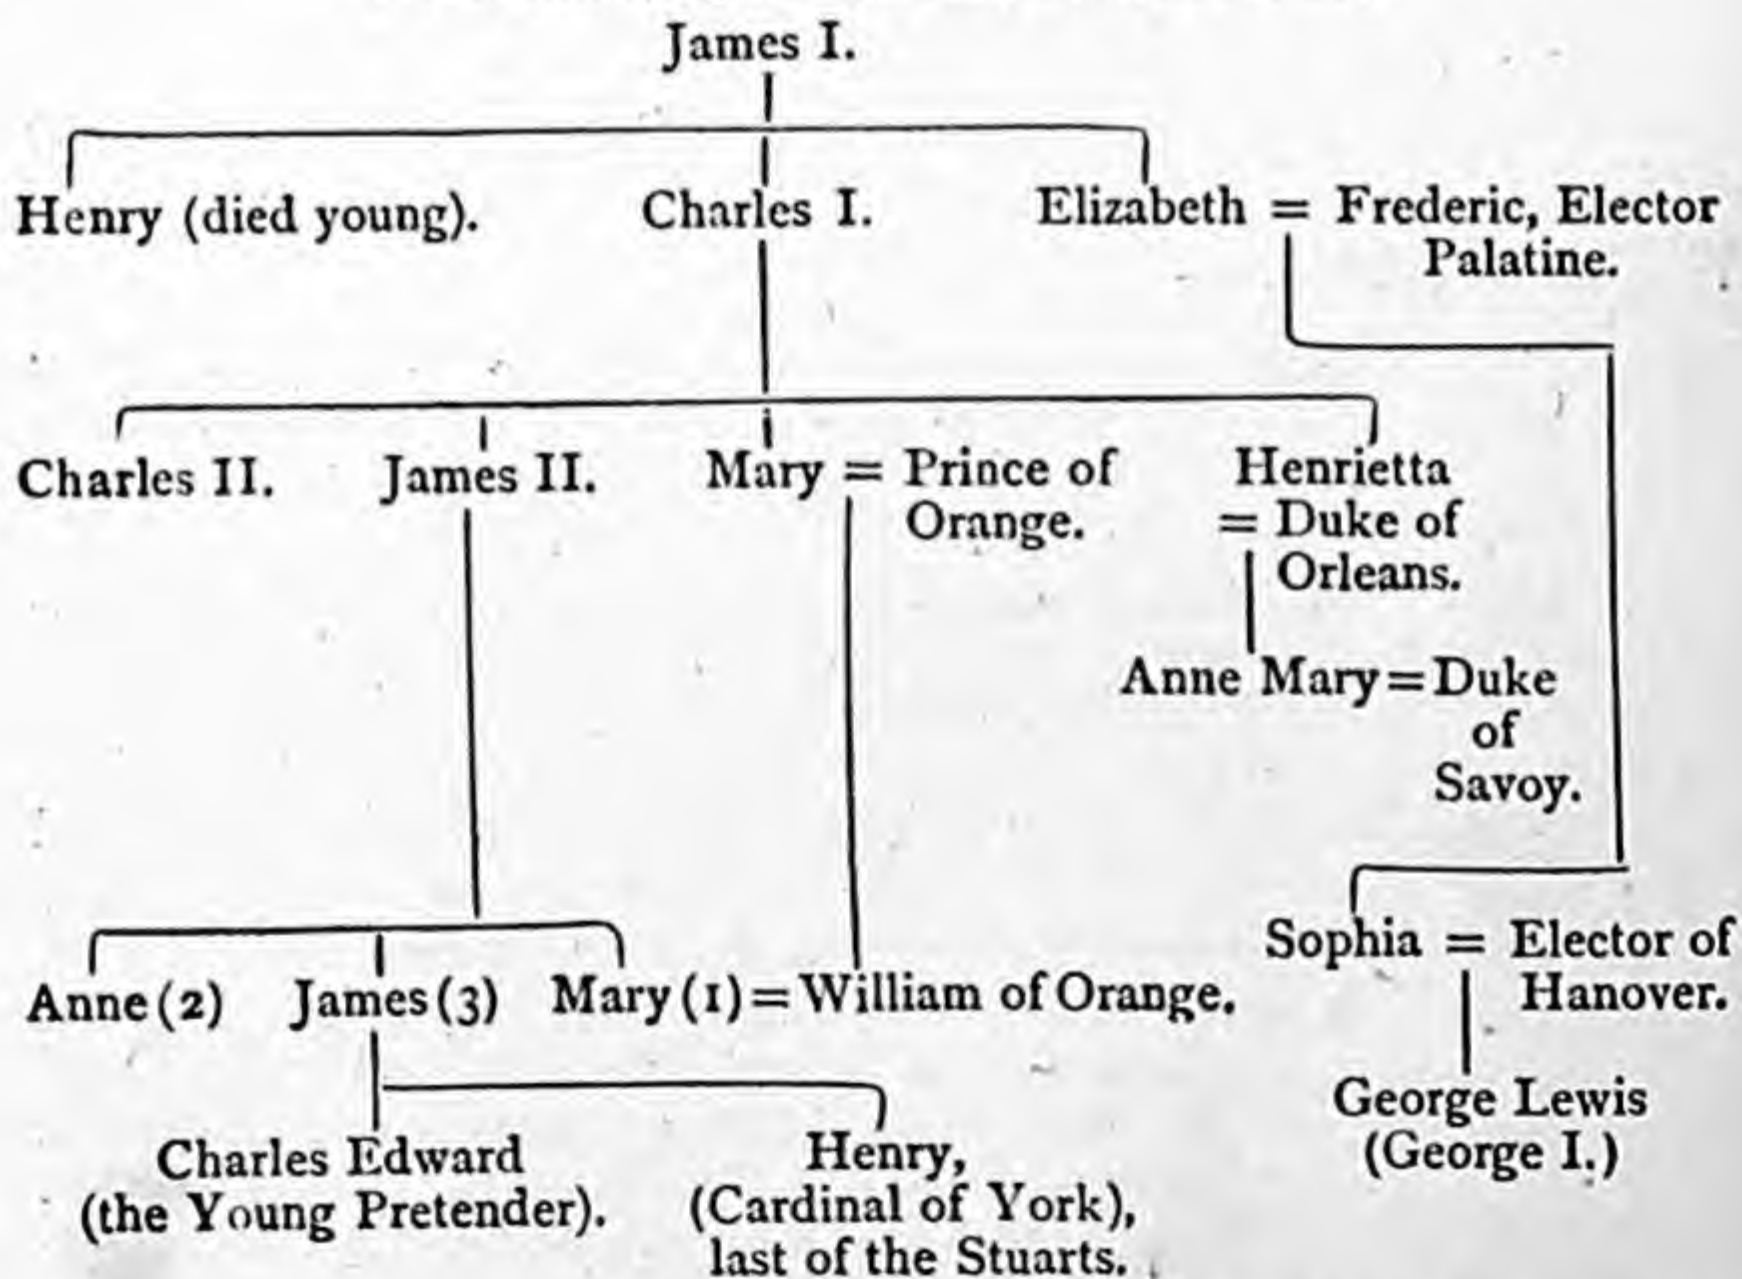 James I.
Henry (died young).
Charles I.
Elizabeth = Frederic, Elector
Palatine.
Charles II.
James II.
Mary = Prince of
Orange.
Henrietta
= Duke of
Orleans.
Anne Mary=Duke
of
Savoy.
Anne (2)
James (3)
Mary (1)=William of Orange.
Sophia = Elector of
Hanover.
Charles Edward
(the Young Pretender).
Henry,
(Cardinal of York),
last of the Stuarts.
George Lewis
(George I.)